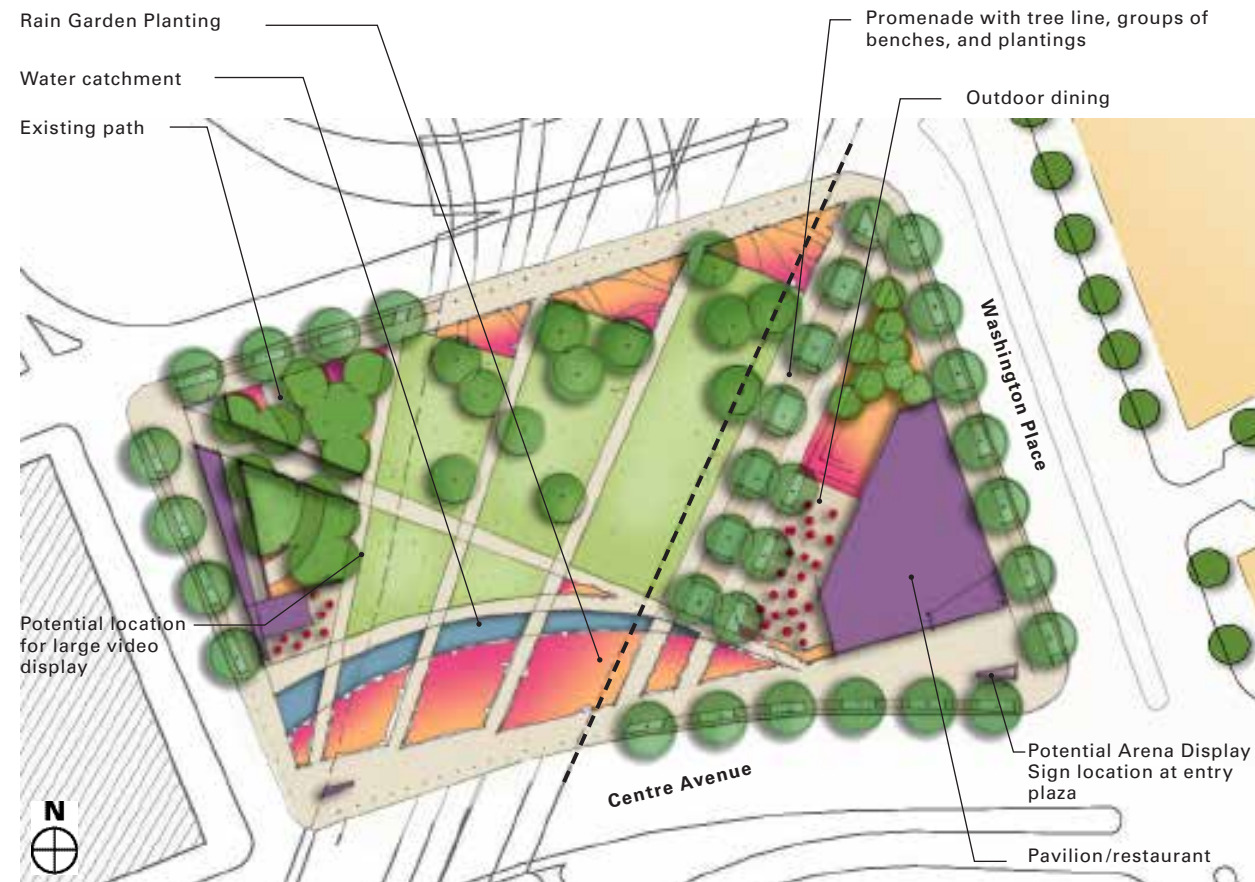 Rain Garden Planting
Water catchment
Existing path
Promenade with tree line, groups of
benches, and plantings
Outdoor dining
Washington Place
Potential location
for large video
display
Centre Avenue
Potential Arena Display
Sign location at entry
plaza
Pavilion/restaurant
N